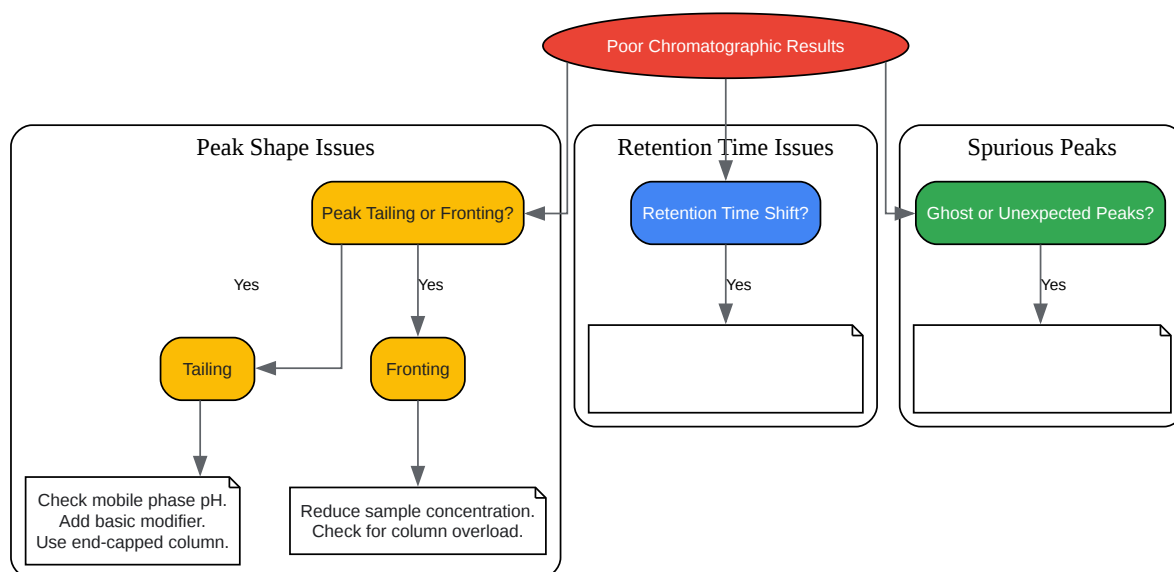 Poor Chromatographic Results
Peak Shape Issues
Retention Time Issues
Spurious Peaks
Peak Tailing or Fronting?
Retention Time Shift?
Ghost or Unexpected Peaks?
Yes
Yes
Yes
Yes
Tailing
Fronting
Check mobile phase pH.
Add basic modifier.
Use end-capped column.
Reduce sample concentration.
Check for column overload.